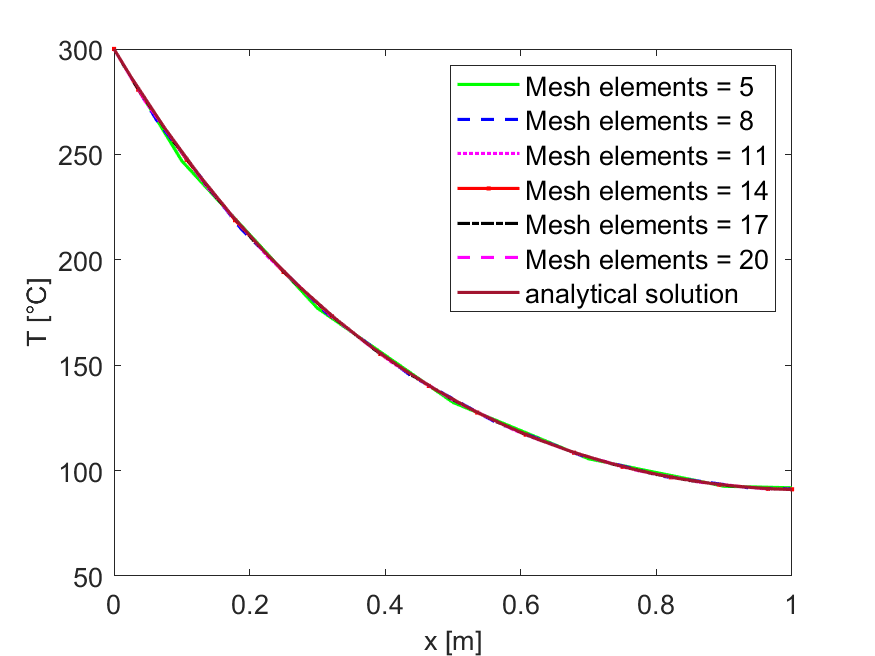 300
250
200
150
100
50
T [°C]
Mesh elements = 5
Mesh elements = 8
Mesh elements = 11
Mesh elements = 14
Mesh elements = 17
Mesh elements = 20
analytical solution
0 0.2 0.4 0.6 0.8 1
x [m]